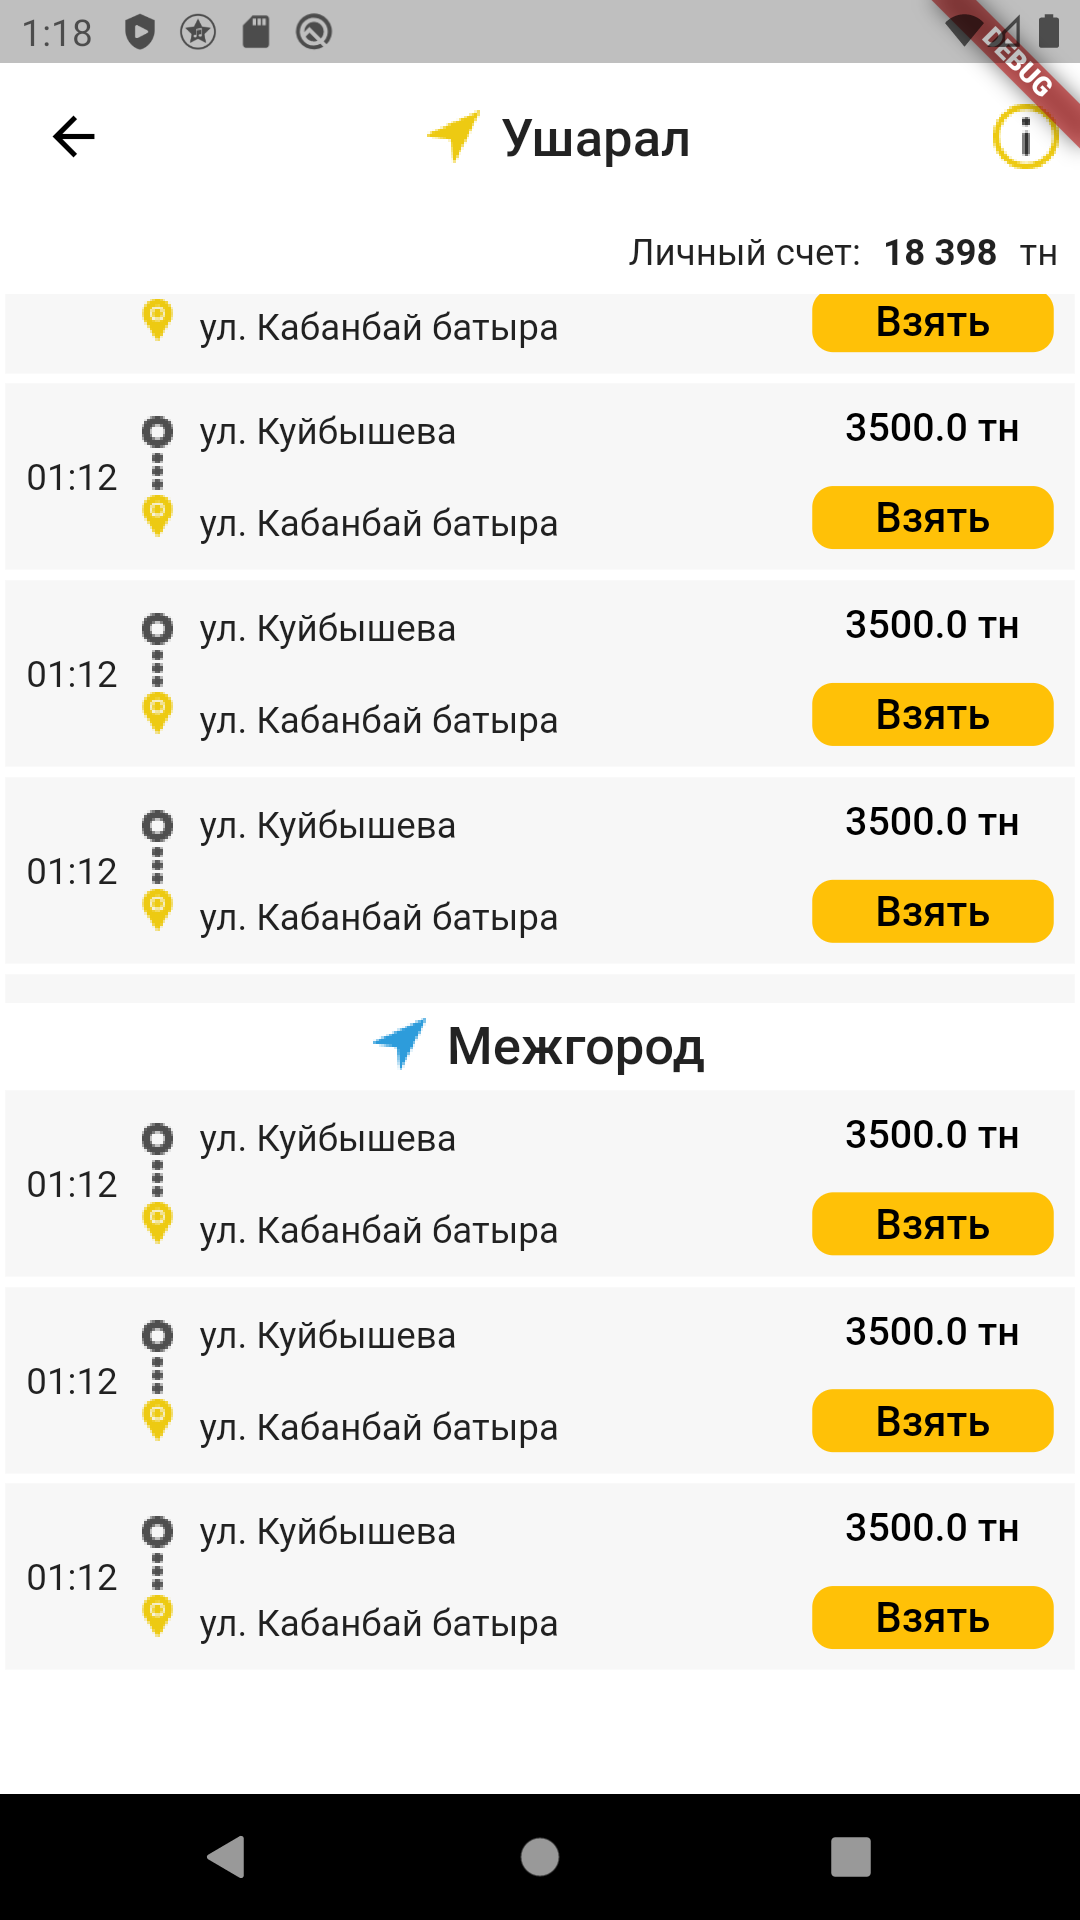 1:18
DEBUG
Ушарал
Личный счет: 18 398 тн
ул. Кабанбай батыра
Взять
ул. Куйбышева
3500.0 тн
01:12
ул. Кабанбай батыра
Взять
ул. Куйбышева
3500.0 тн
01:12
ул. Кабанбай батыра
Взять
ул. Куйбышева
3500.0 тн
01:12
ул. Кабанбай батыра
Взять
Межгород
ул. Куйбышева
3500.0 тн
01:12
ул. Кабанбай батыра
Взять
ул. Куйбышева
3500.0 тн
01:12
ул. Кабанбай батыра
Взять
ул. Куйбышева
3500.0 тн
01:12
ул. Кабанбай батыра
Взять